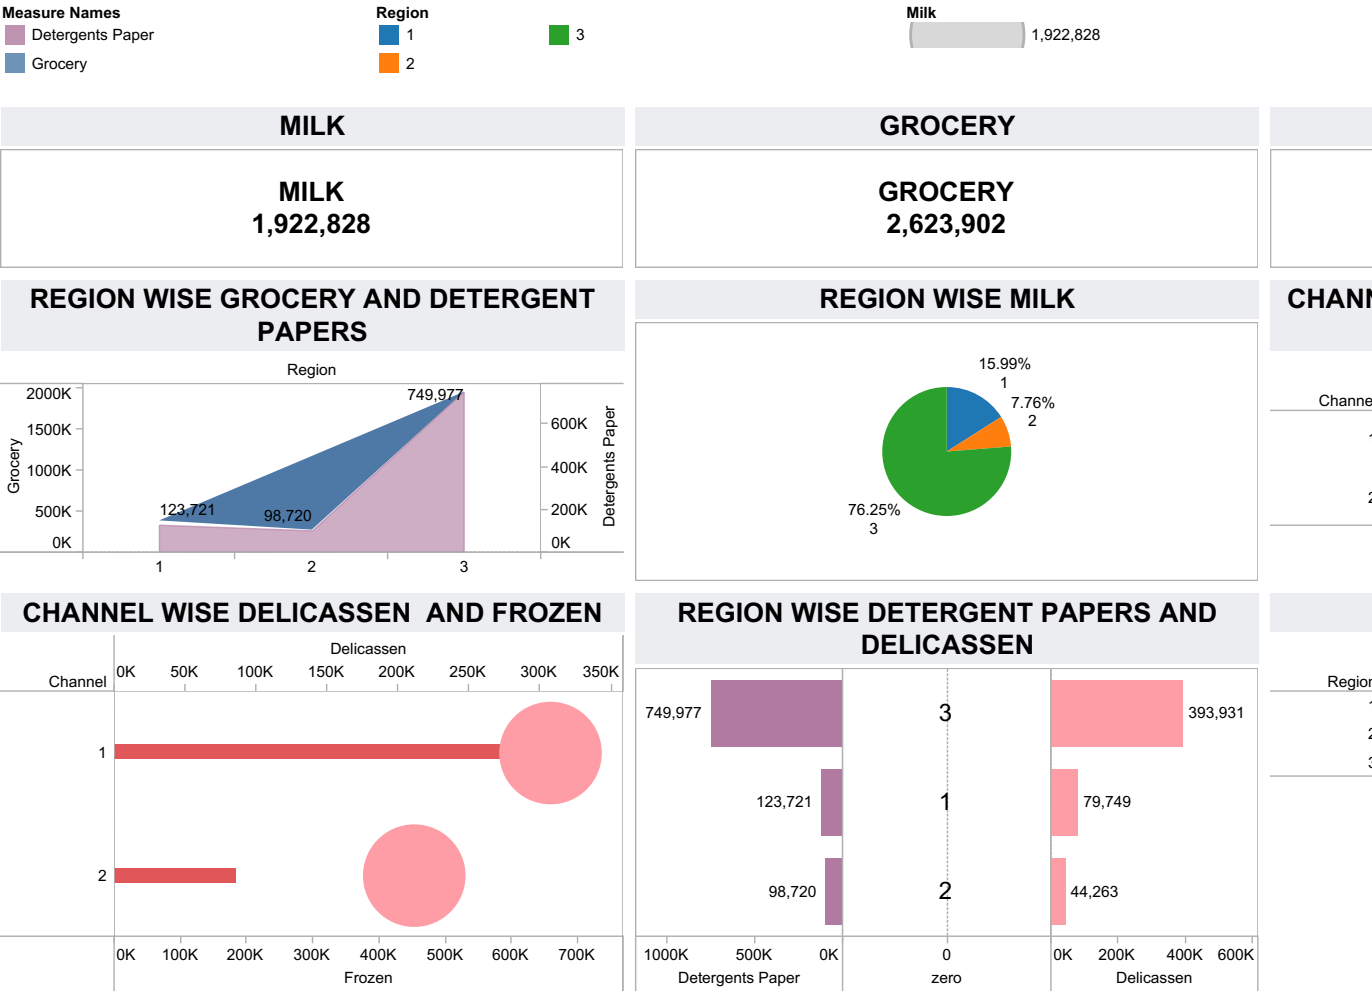 Measure Names
Detergents Paper
Grocery
Region
1
2
3
Milk
1,922,828
MILK
GROCERY
MILK
1,922,828
GROCERY
2,623,902
REGION WISE GROCERY AND DETERGENT
PAPERS
REGION WISE MILK
CHANN
Region
2000K
1500K
1000K
500K
0K
Grocery
749,977
123,721
98,720
600K
400K
200K
0K
Detergents Paper
1
2
3
15.99%
1
7.76%
2
76.25%
3
Channe
1
2
CHANNEL WISE DELICASSEN  AND FROZEN
REGION WISE DETERGENT PAPERS AND
DELICASSEN
Delicassen
Channel
0K 50K 100K 150K 200K 250K 300K 350K
1
2
0K 100K 200K 300K 400K 500K 600K 700K
Frozen
749,977 3 393,931
123,721 1 79,749
98,720 2 44,263
1000K 500K 0K 0 0K 200K 400K 600K
Detergents Paper zero Delicassen
Region
1
2
3